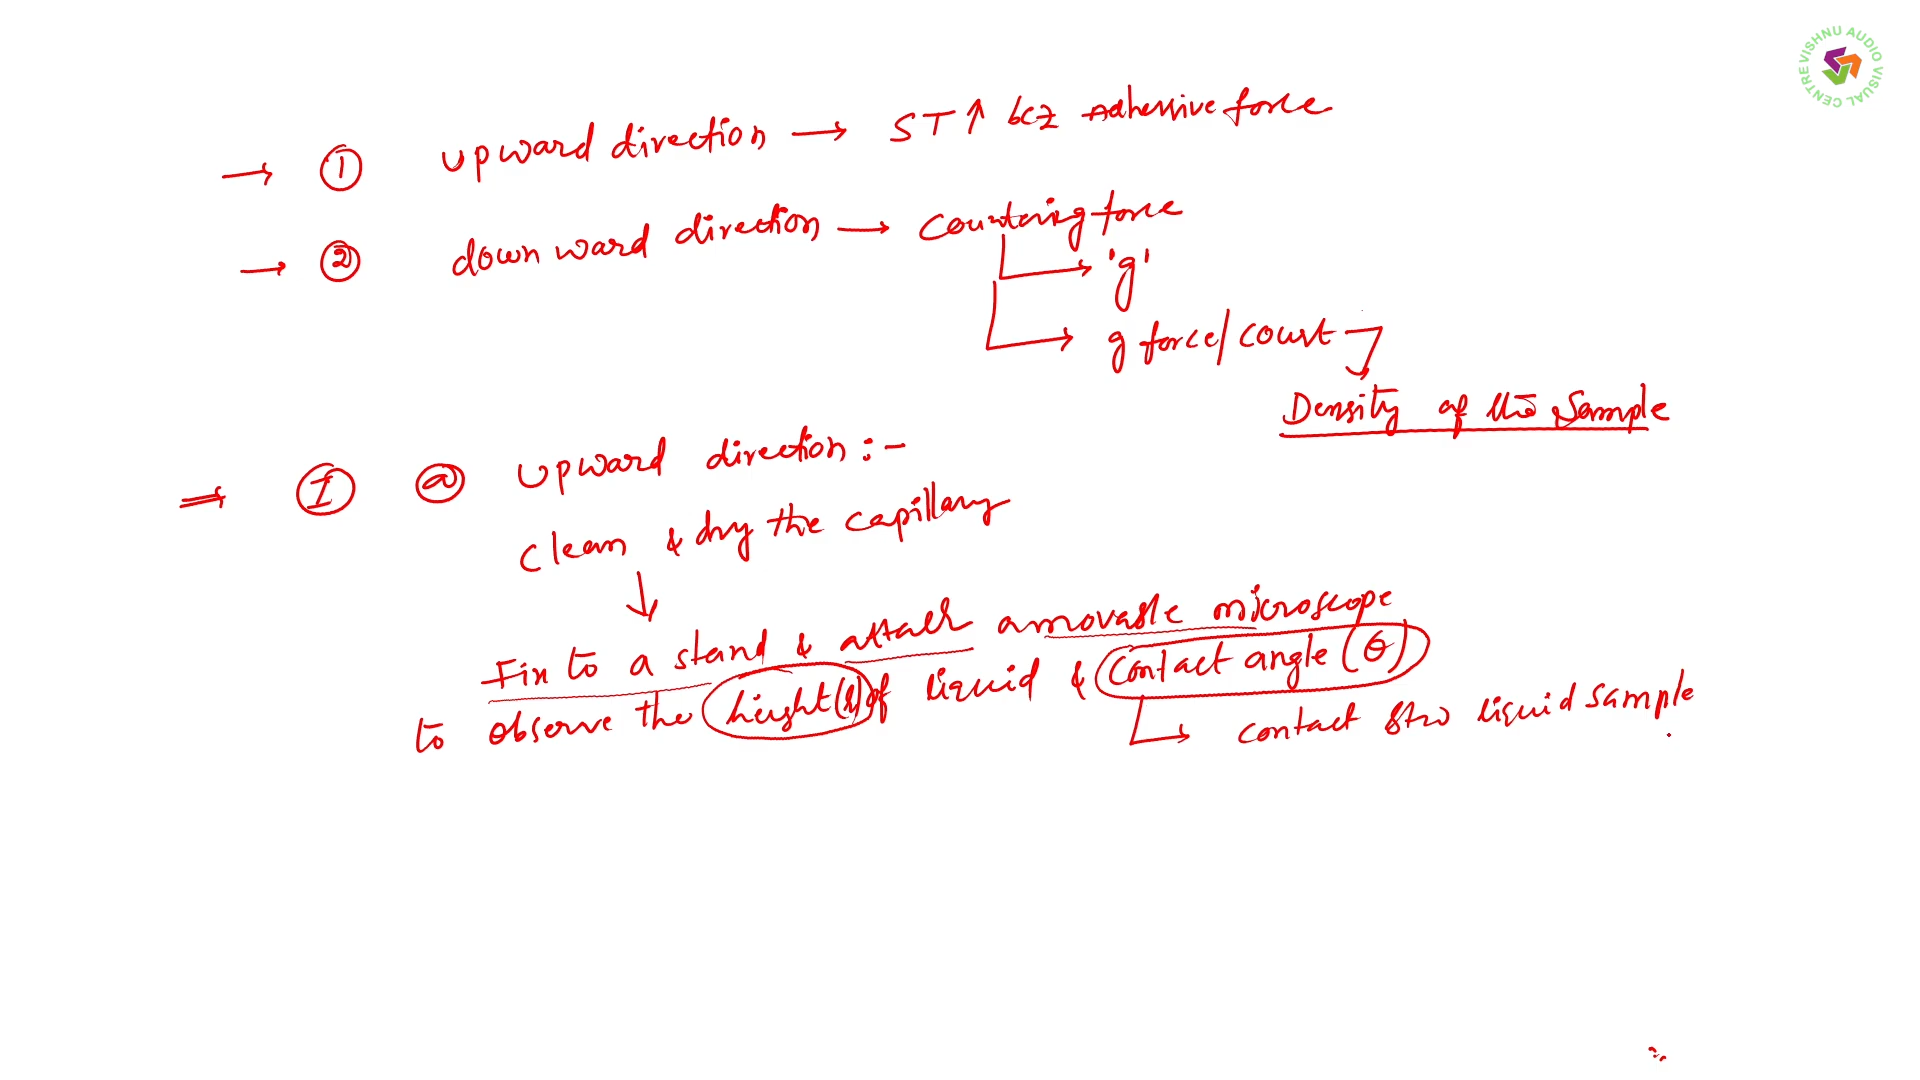 VISHNU AUDIO VISUAL CENTRE
→ ① upward direction → ST↑ bcz Adhessive force
→ ② down ward direction → Countering force
→ 'g'
→ g force/const
Density of the Sample
⇒ Ⓘ ⓐ upward direction :-
Clean & dry the capillary
↓
Fix to a stand & attach a movable microscope
to observe the height (h) of liquid & Contact angle (θ)
→ contact btw liquid sample